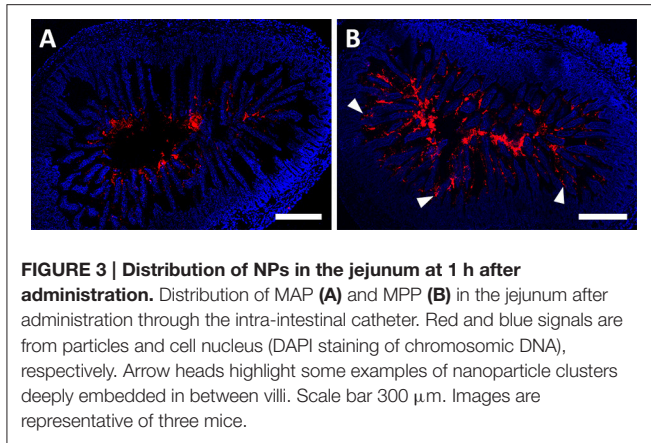 A B
FIGURE 3 | Distribution of NPs in the jejunum at 1 h after
administration. Distribution of MAP (A) and MPP (B) in the jejunum after
administration through the intra-intestinal catheter. Red and blue signals are
from particles and cell nucleus (DAPI staining of chromosomic DNA),
respectively. Arrow heads highlight some examples of nanoparticle clusters
deeply embedded in between villi. Scale bar 300 μm. Images are
representative of three mice.